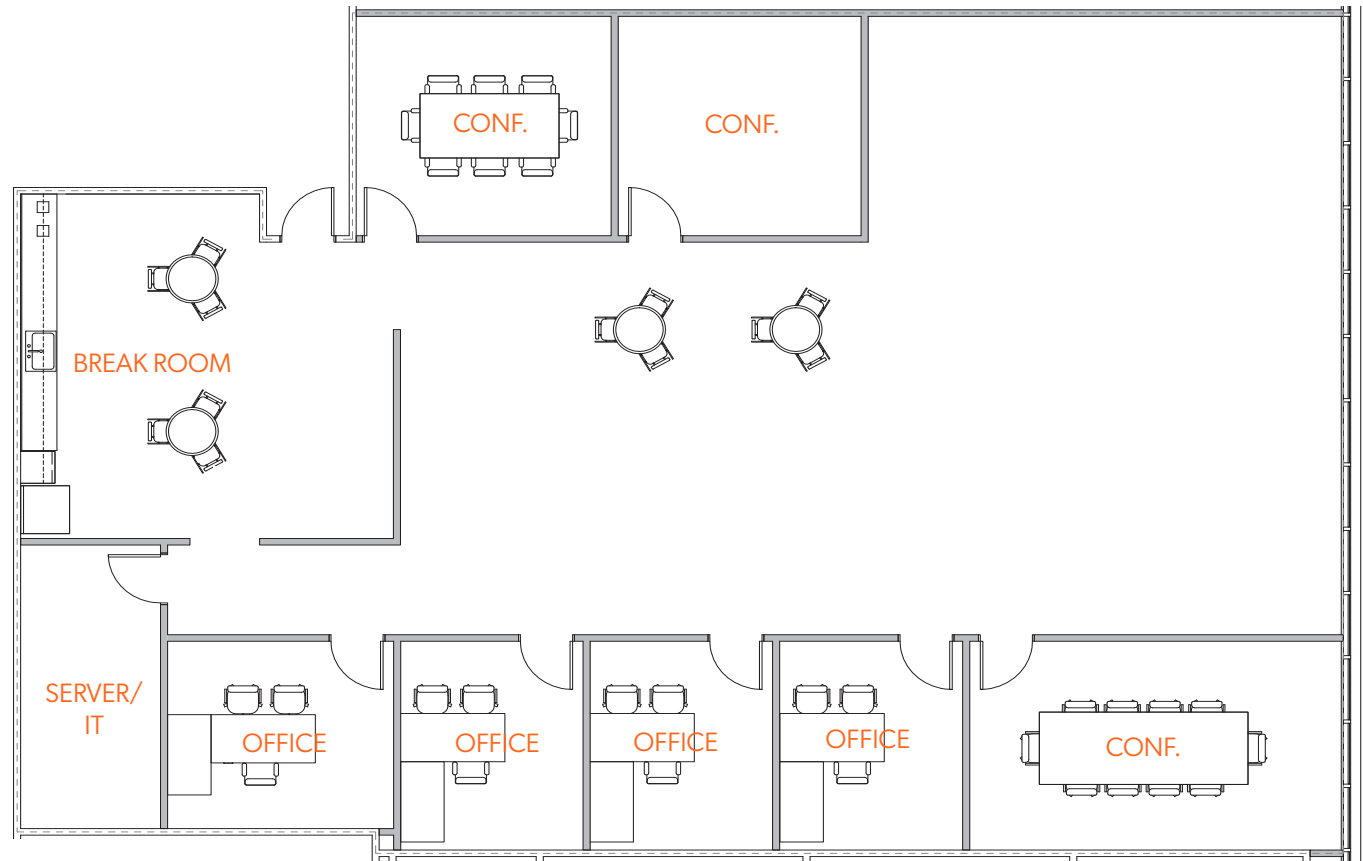 CONF.
CONF.
BREAK ROOM
SERVER/
IT
OFFICE
OFFICE
OFFICE
OFFICE
CONF.